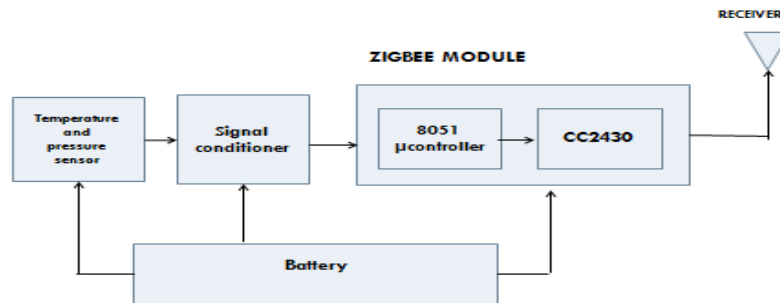 RECEIVER
ZIGBEE MODULE
Temperature
and
pressure
sensor
Signal
conditioner
8051
µcontroller
CC2430
Battery